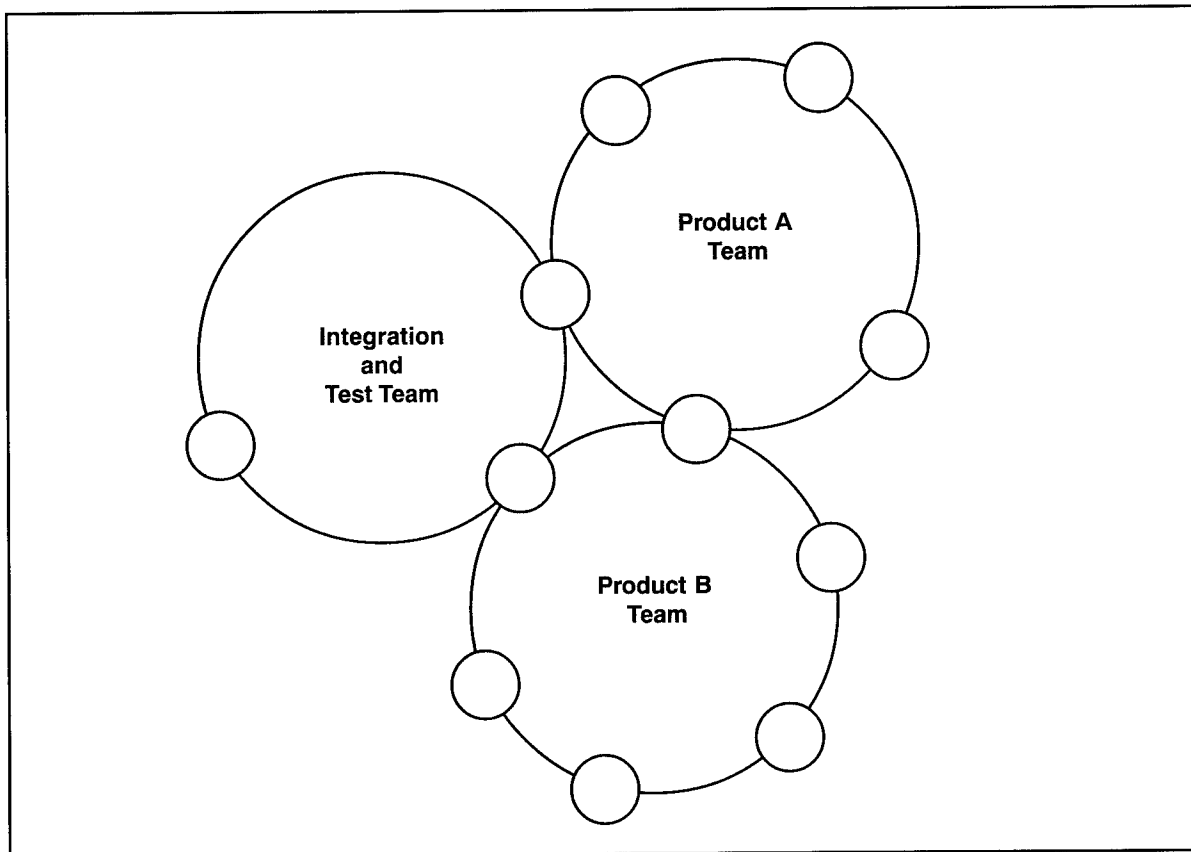 Product A
Team
Integration
and
Test Team
Product B
Team